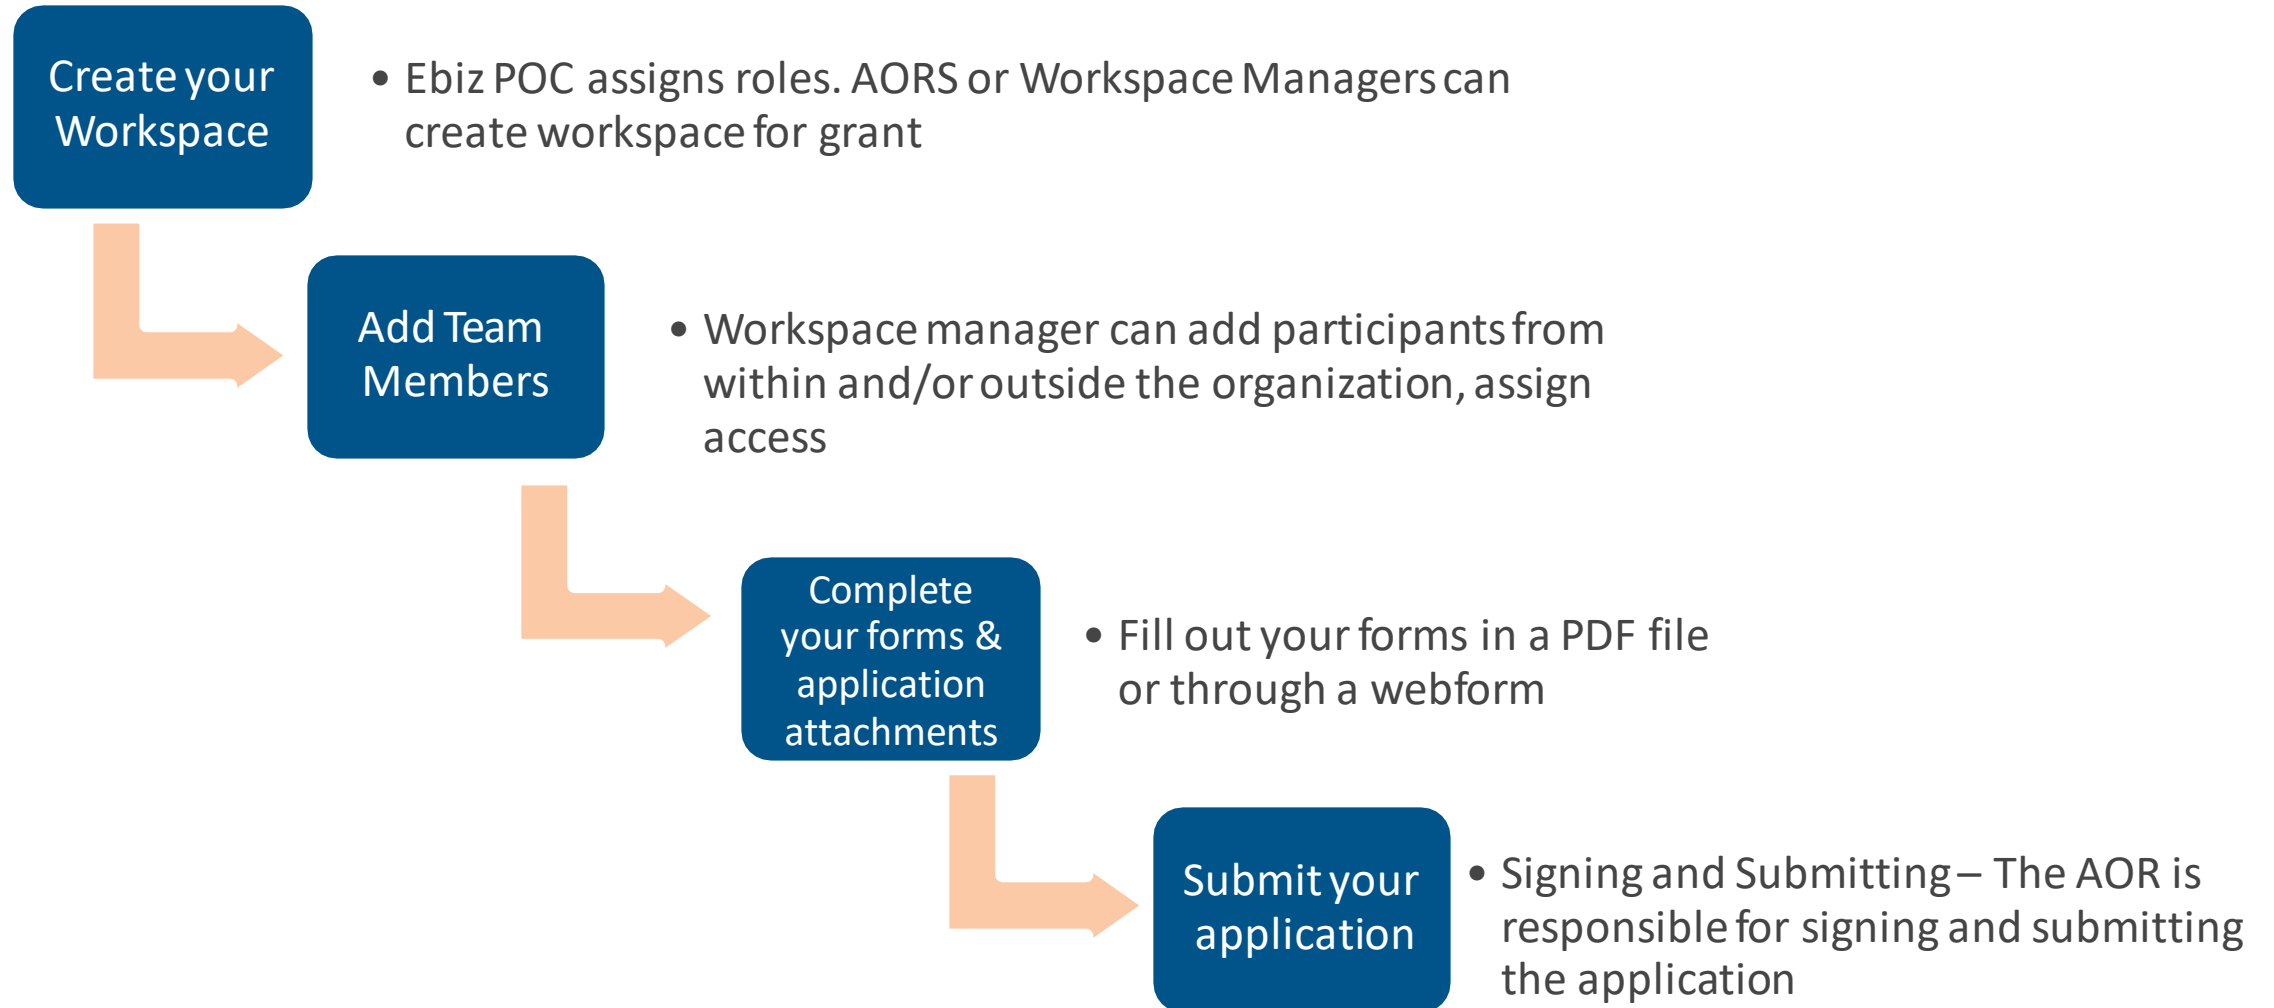 Create your
Workspace
• Ebiz POC assigns roles. AORS or Workspace Managers can
create workspace for grant
Add Team
Members
• Workspace manager can add participants from
within and/or outside the organization, assign
access
Complete
your forms &
application
attachments
• Fill out your forms in a PDF file
or through a webform
Submit your
application
• Signing and Submitting – The AOR is
responsible for signing and submitting
the application